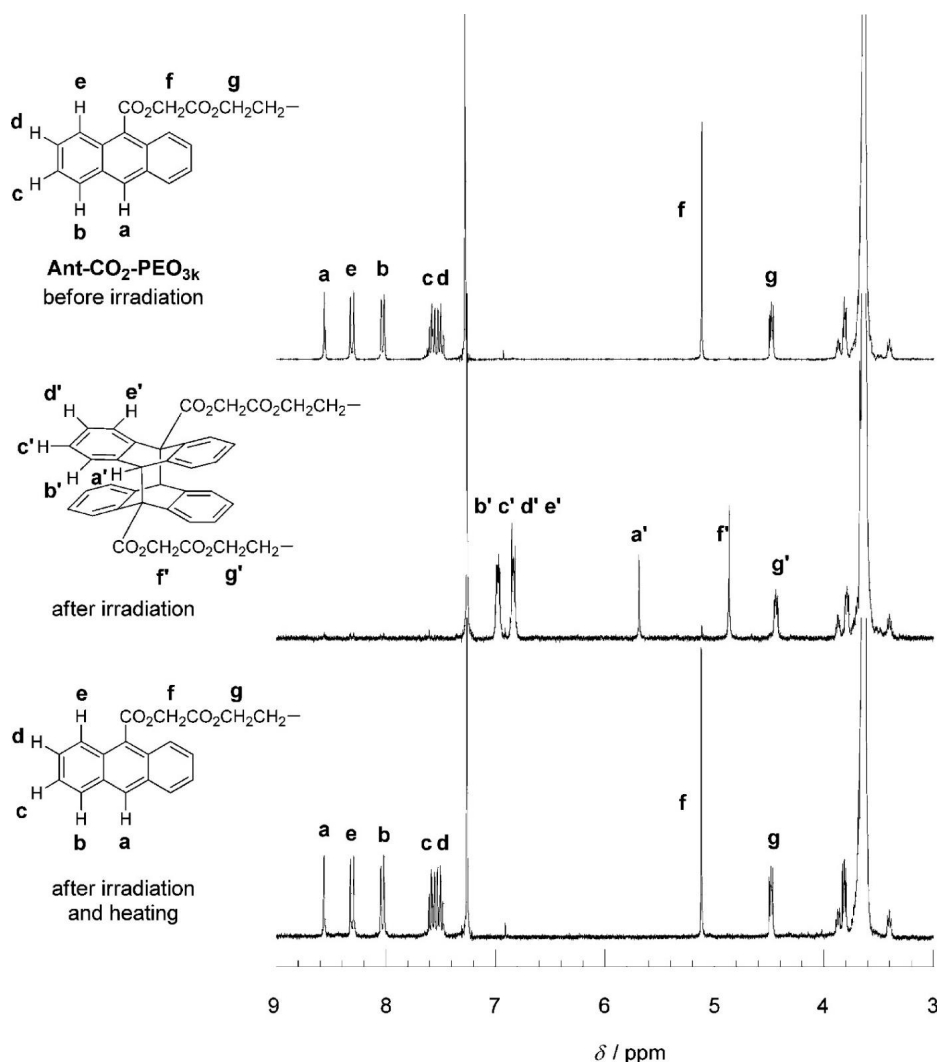 e f g
H CO₂CH₂CO₂CH₂CH₂–
d H
H
c H H
b a
Ant-CO₂-PEO₃ₖ
before irradiation
a e b c d f g
d' e' CO₂CH₂CO₂CH₂CH₂–
H H
c' H
H a' H
b'
CO₂CH₂CO₂CH₂CH₂–
f' g'
after irradiation
b' c' d' e' a' f' g'
e f g
H CO₂CH₂CO₂CH₂CH₂–
d H
H
c H H
b a
after irradiation
and heating
a e b c d f g
9 8 7 6 5 4 3
δ / ppm